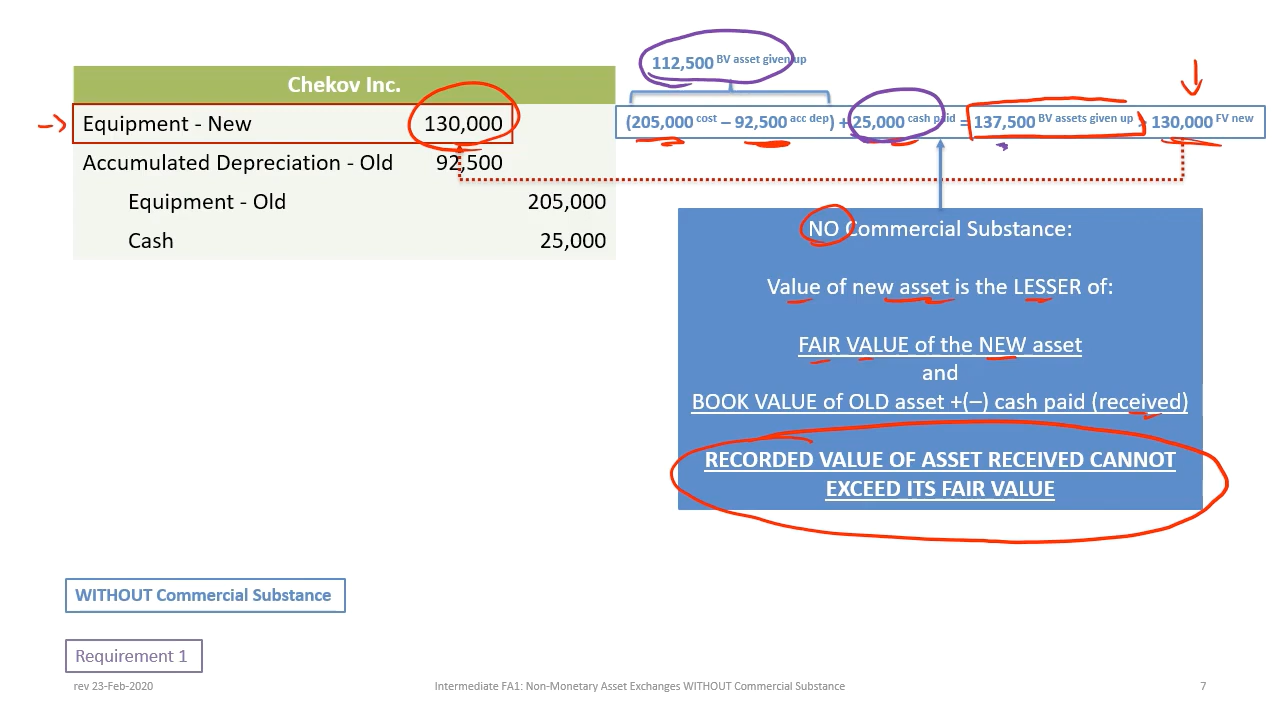 112,500 BV asset given up
Chekov Inc.
Equipment - New 130,000
(205,000 cost – 92,500 acc dep) + 25,000 cash paid = 137,500 BV assets given up > 130,000 FV new
Accumulated Depreciation - Old 92,500
Equipment - Old 205,000
Cash 25,000
NO Commercial Substance:
Value of new asset is the LESSER of:
FAIR VALUE of the NEW asset
and
BOOK VALUE of OLD asset +(–) cash paid (received)
RECORDED VALUE OF ASSET RECEIVED CANNOT
EXCEED ITS FAIR VALUE
WITHOUT Commercial Substance
Requirement 1
rev 23-Feb-2020
Intermediate FA1: Non-Monetary Asset Exchanges WITHOUT Commercial Substance
7